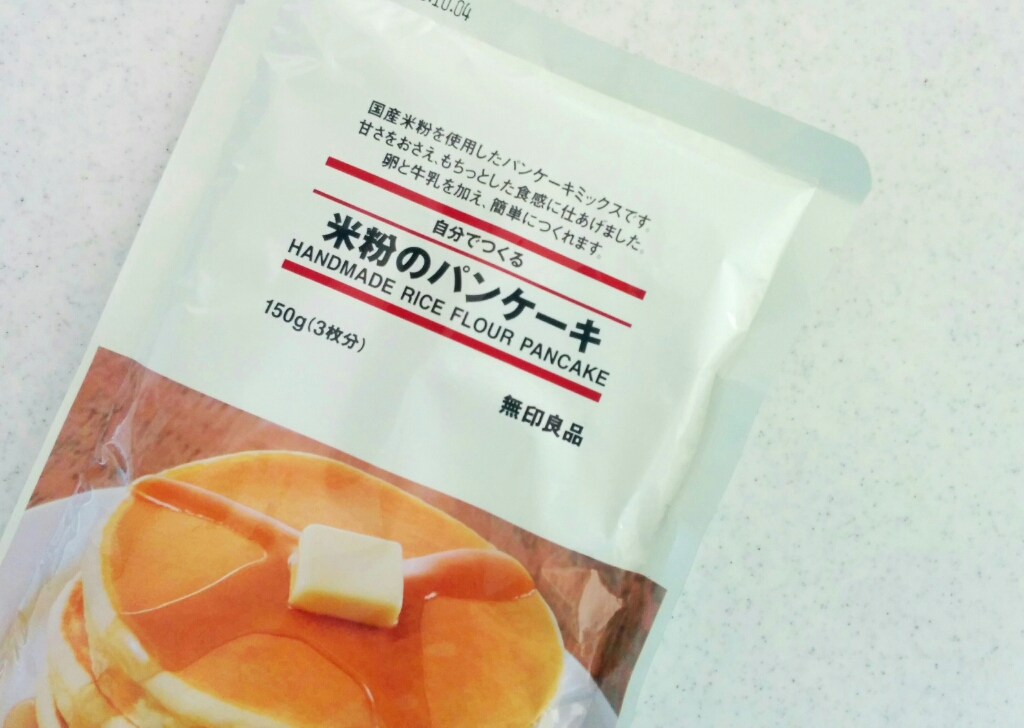 10.04
国産米粉を使用したパンケーキミックスです。
甘さをおさえ、もちっとした食感に仕あげました。
卵と牛乳を加え、簡単につくれます。
自分でつくる
米粉のパンケーキ
HANDMADE RICE FLOUR PANCAKE
150g(3枚分)
無印良品